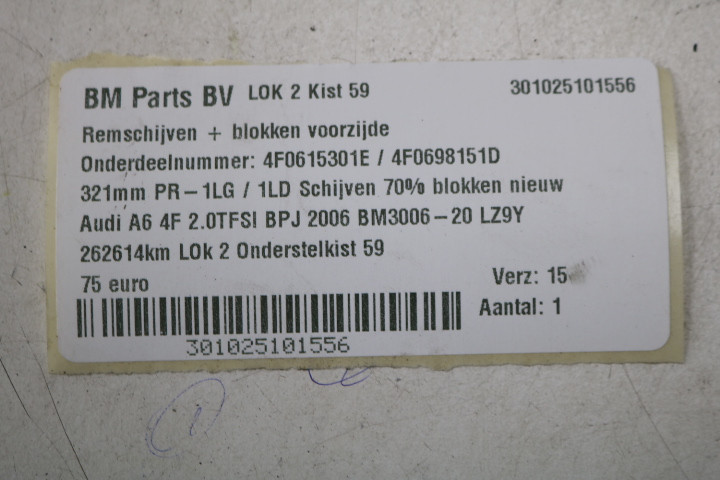 BM Parts BV LOK 2 Kist 59 301025101556
Remschijven + blokken voorzijde
Onderdeelnummer: 4F0615301E / 4F0698151D
321mm PR-1LG / 1LD Schijven 70% blokken nieuw
Audi A6 4F 2.0TFSI BPJ 2006 BM3006-20 LZ9Y
262614km LOk 2 Onderstelkist 59
75 euro Verz: 15
Aantal: 1
301025101556